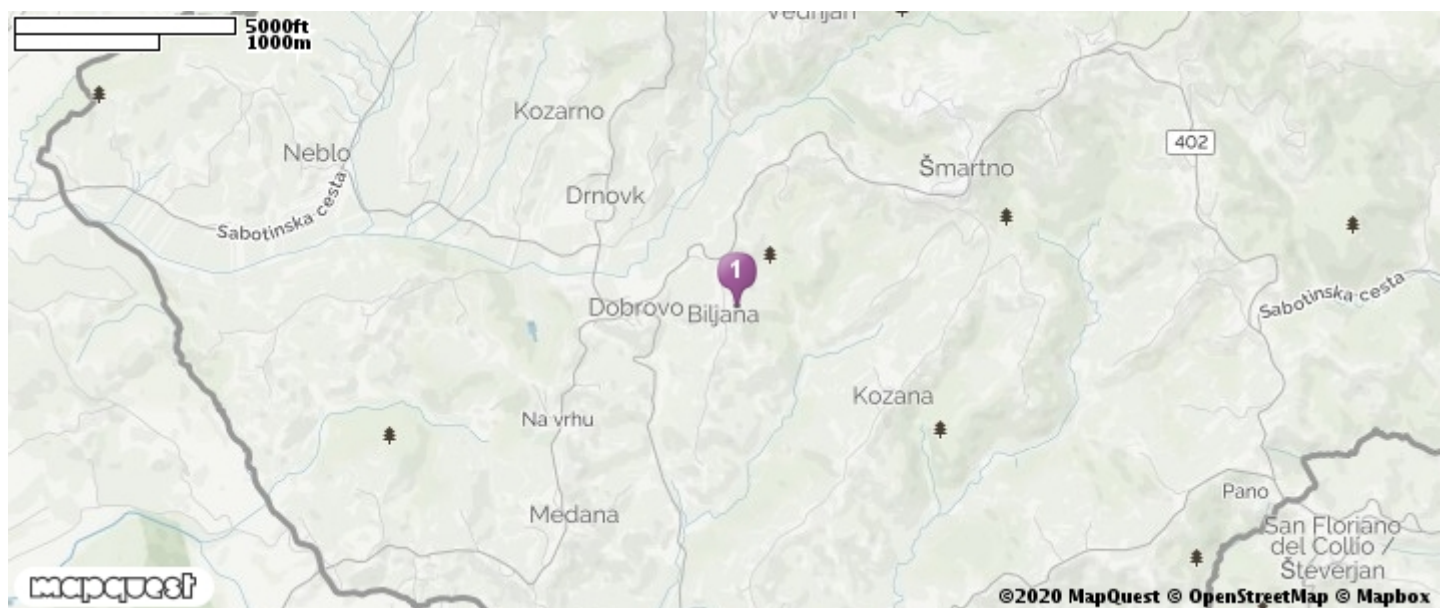 5000ft
1000m
Vedrijan
Kozarno
402
Neblo
Šmartno
Drnovk
Sabotinska cesta
1
Sabotinska cesta
Dobrovo
Biljana
Kozana
Na vrhu
Pano
Medana
San Floriano
del Collio /
Števerjan
mapquest
©2020 MapQuest © OpenStreetMap © Mapbox